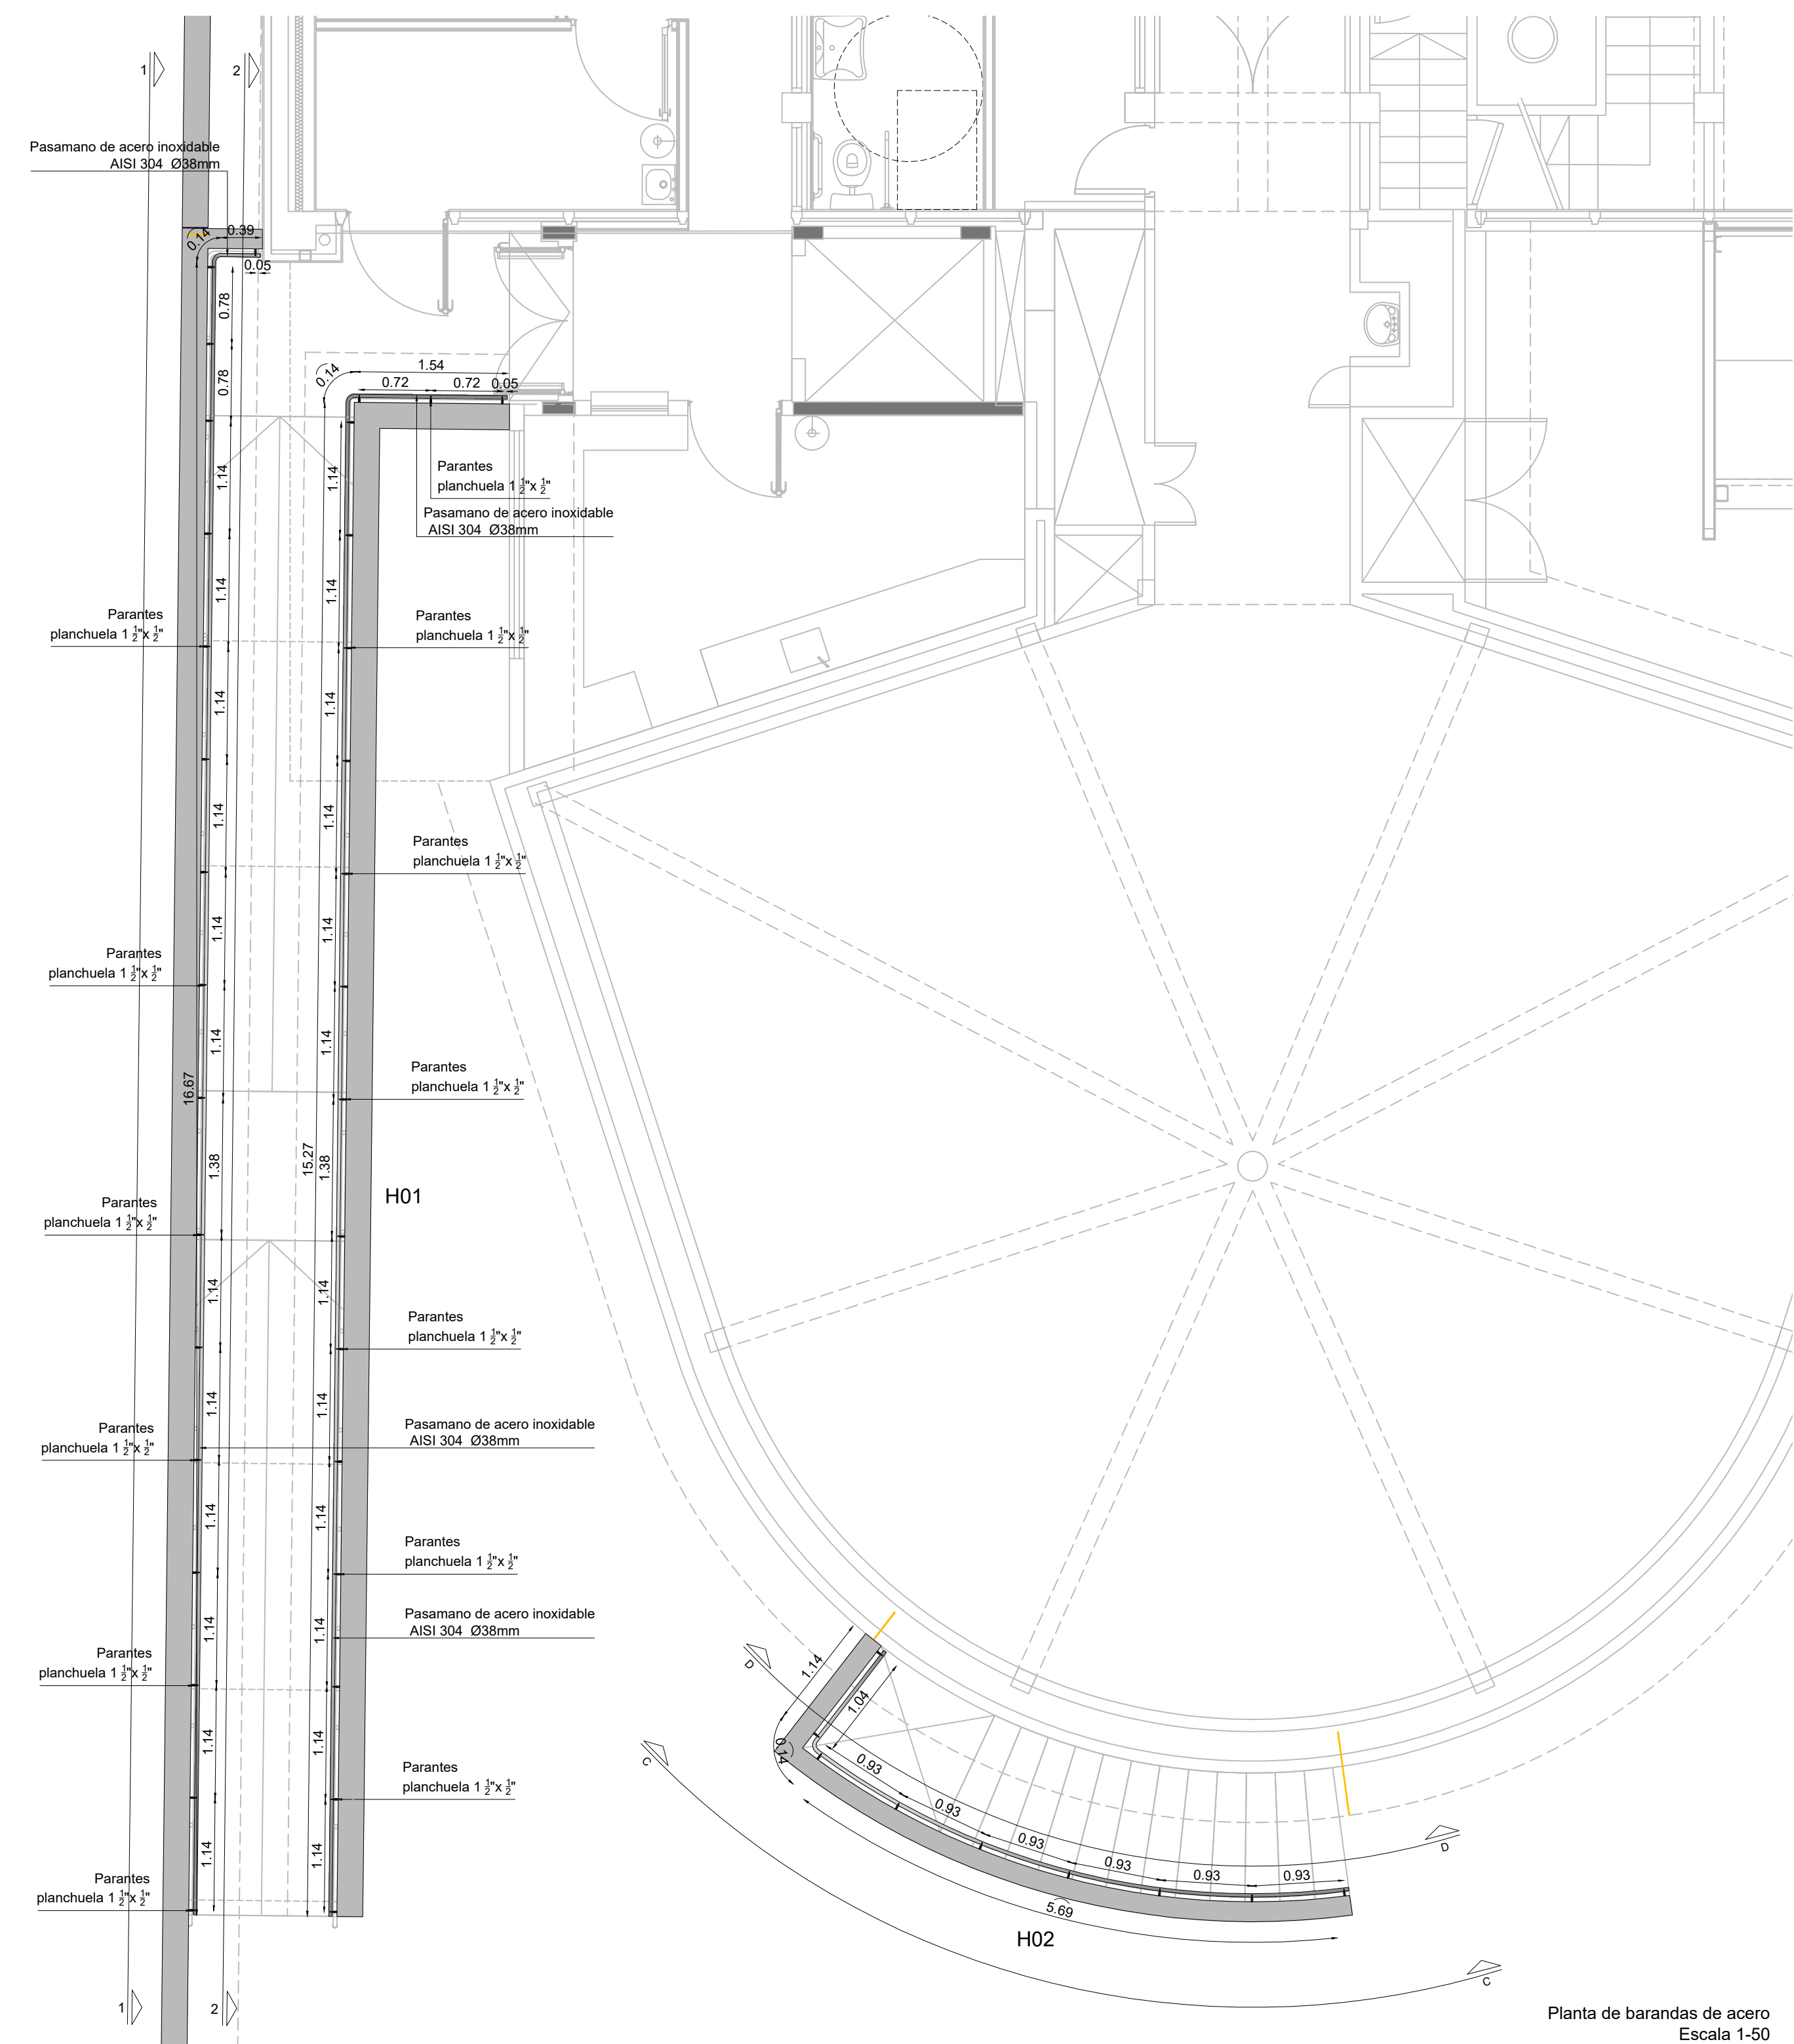 1
2
Pasamano de acero inoxidable
AISI 304 Ø38mm
0.14
0.39
0.05
0.78
0.78
1.14
1.14
1.14
1.14
1.14
1.14
16.67
1.38
1.14
1.14
1.14
1.14
1.14
1.14
Parantes
planchuela 1 1/2"x 1/2"
Parantes
planchuela 1 1/2"x 1/2"
Parantes
planchuela 1 1/2"x 1/2"
Parantes
planchuela 1 1/2"x 1/2"
Parantes
planchuela 1 1/2"x 1/2"
Parantes
planchuela 1 1/2"x 1/2"
1
2
0.14
1.54
0.72
0.72
0.05
Parantes
planchuela 1 1/2"x 1/2"
Pasamano de acero inoxidable
AISI 304 Ø38mm
1.14
1.14
1.14
1.14
1.14
1.14
15.27
1.38
1.14
1.14
1.14
1.14
1.14
1.14
Parantes
planchuela 1 1/2"x 1/2"
Parantes
planchuela 1 1/2"x 1/2"
Parantes
planchuela 1 1/2"x 1/2"
H01
Parantes
planchuela 1 1/2"x 1/2"
Pasamano de acero inoxidable
AISI 304 Ø38mm
Parantes
planchuela 1 1/2"x 1/2"
Pasamano de acero inoxidable
AISI 304 Ø38mm
Parantes
planchuela 1 1/2"x 1/2"
D
C
1.14
1.04
0.14
0.93
0.93
0.93
0.93
0.93
0.93
5.69
H02
D
C
Planta de barandas de acero
Escala 1-50